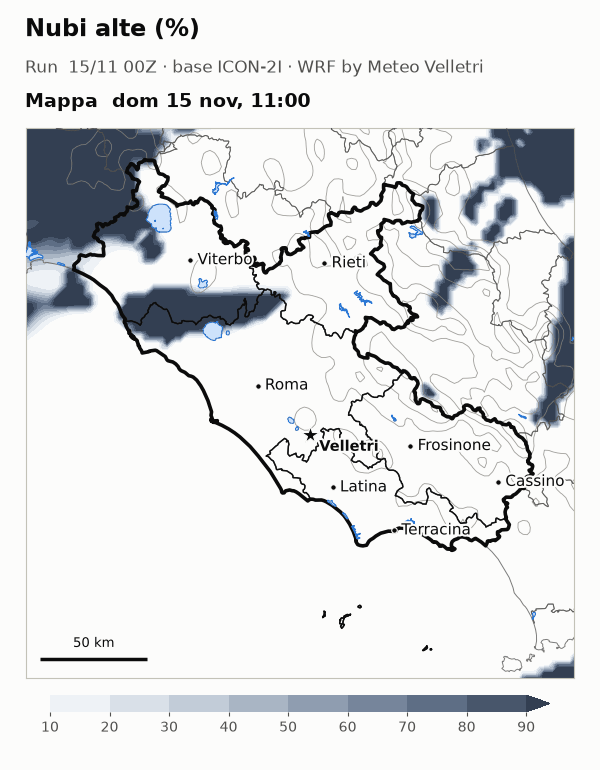 Nubi alte (%)
Run  15/11 00Z · base ICON-2I · WRF by Meteo Velletri
Mappa  dom 15 nov, 11:00
Viterbo
Rieti
Roma
Velletri
Frosinone
Latina
Cassino
Terracina
50 km
10 20 30 40 50 60 70 80 90